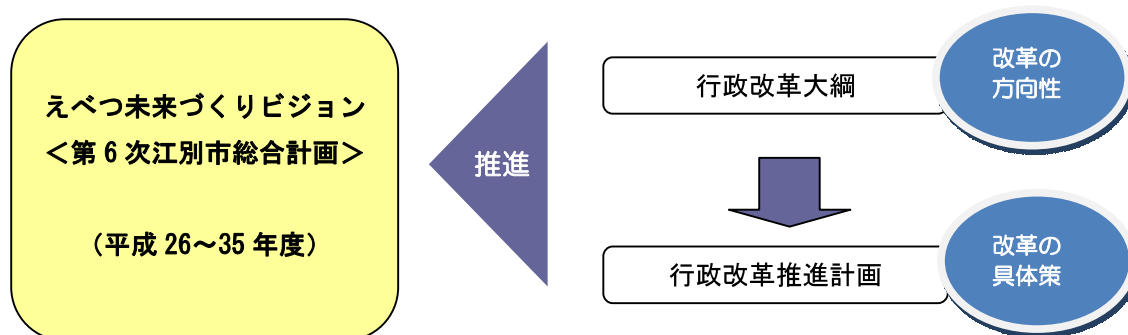 えべつ未来づくりビジョン
＜第６次江別市総合計画＞
（平成 26～35 年度）
推進
行政改革大綱
改革の
方向性
行政改革推進計画
改革の
具体策